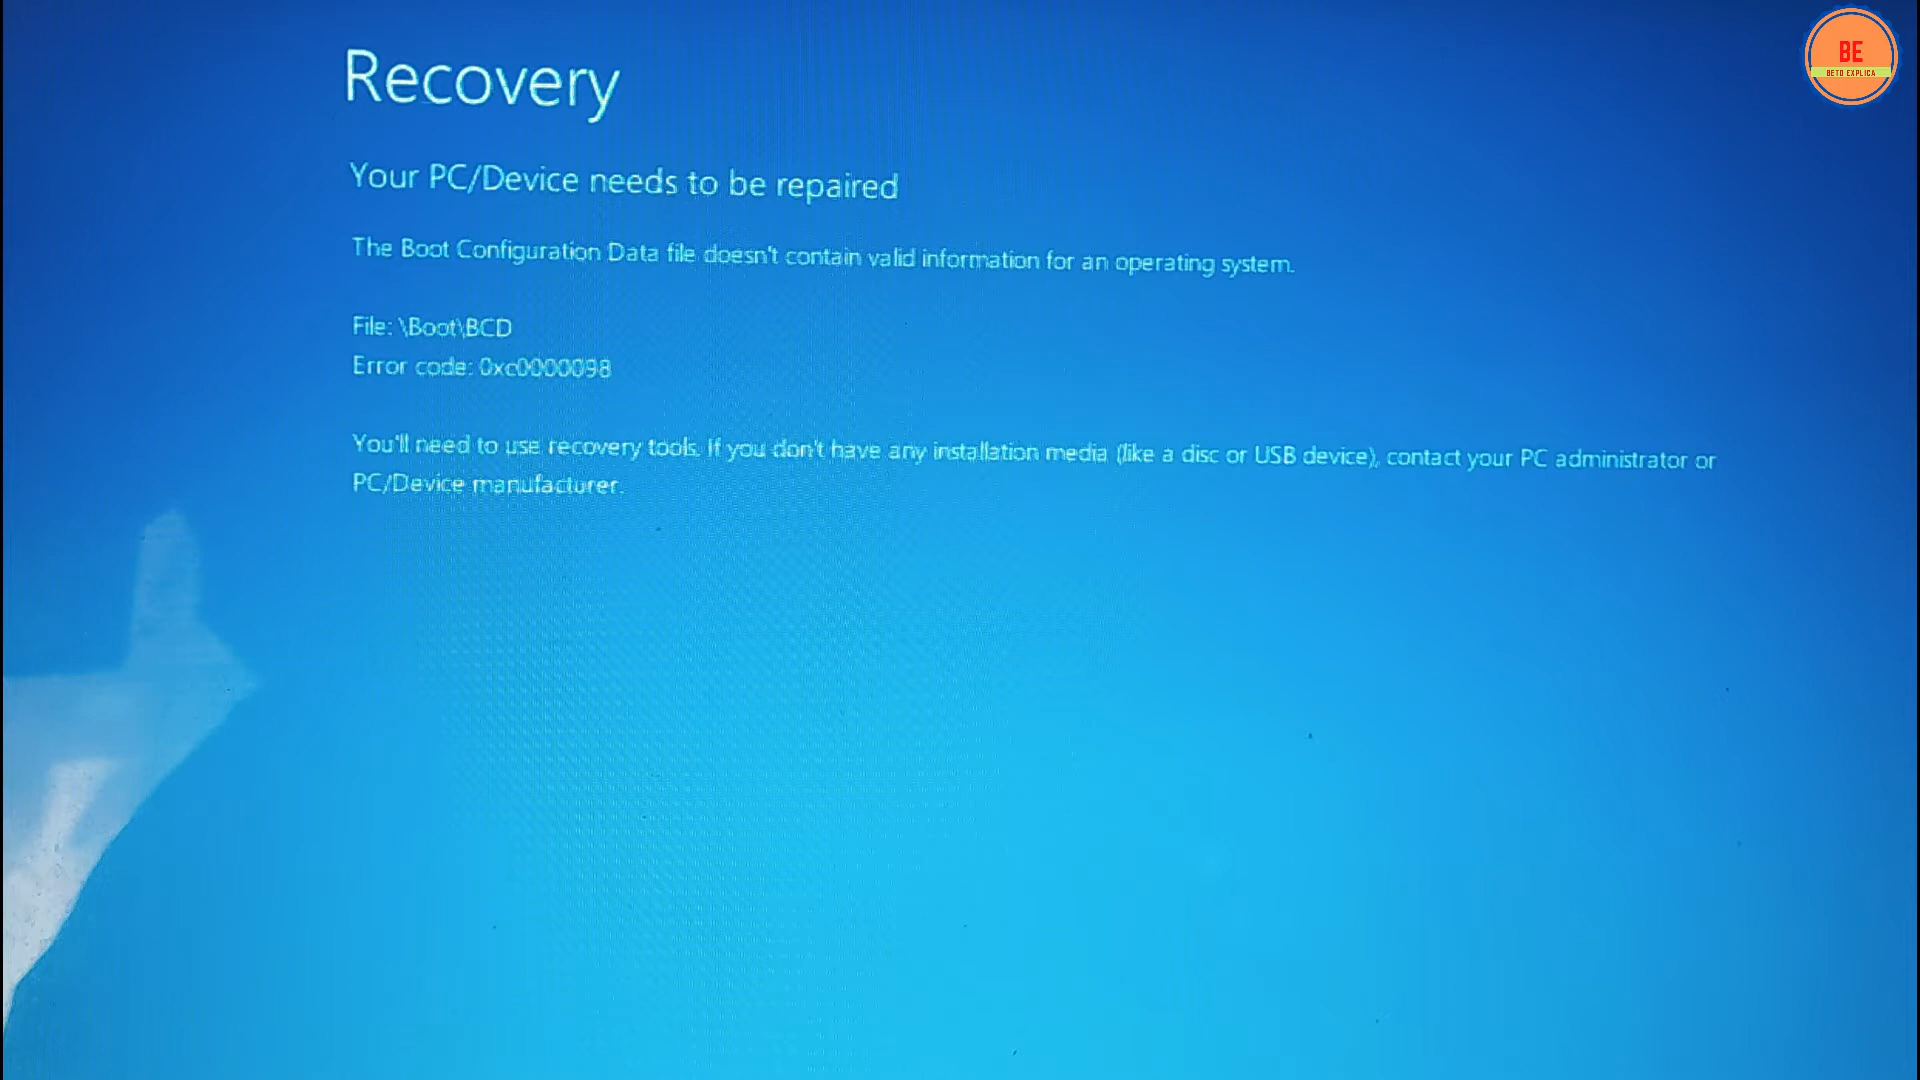 Recovery
BE
BETO EXPLICA
Your PC/Device needs to be repaired
The Boot Configuration Data file doesn't contain valid information for an operating system.
File: \Boot\BCD
Error code: 0xc0000098
You'll need to use recovery tools. If you don't have any installation media (like a disc or USB device), contact your PC administrator or
PC/Device manufacturer.